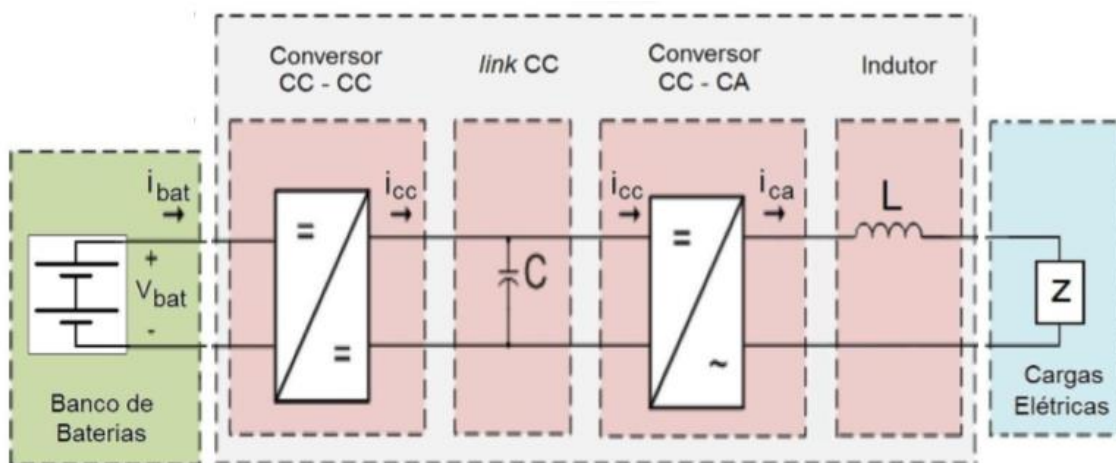 Conversor
CC - CC
link CC
Conversor
CC - CA
Indutor
i bat
i cc
i cc
i ca
L
=
=
+
V bat
-
C
=
~
Z
Banco de
Baterias
Cargas
Elétricas